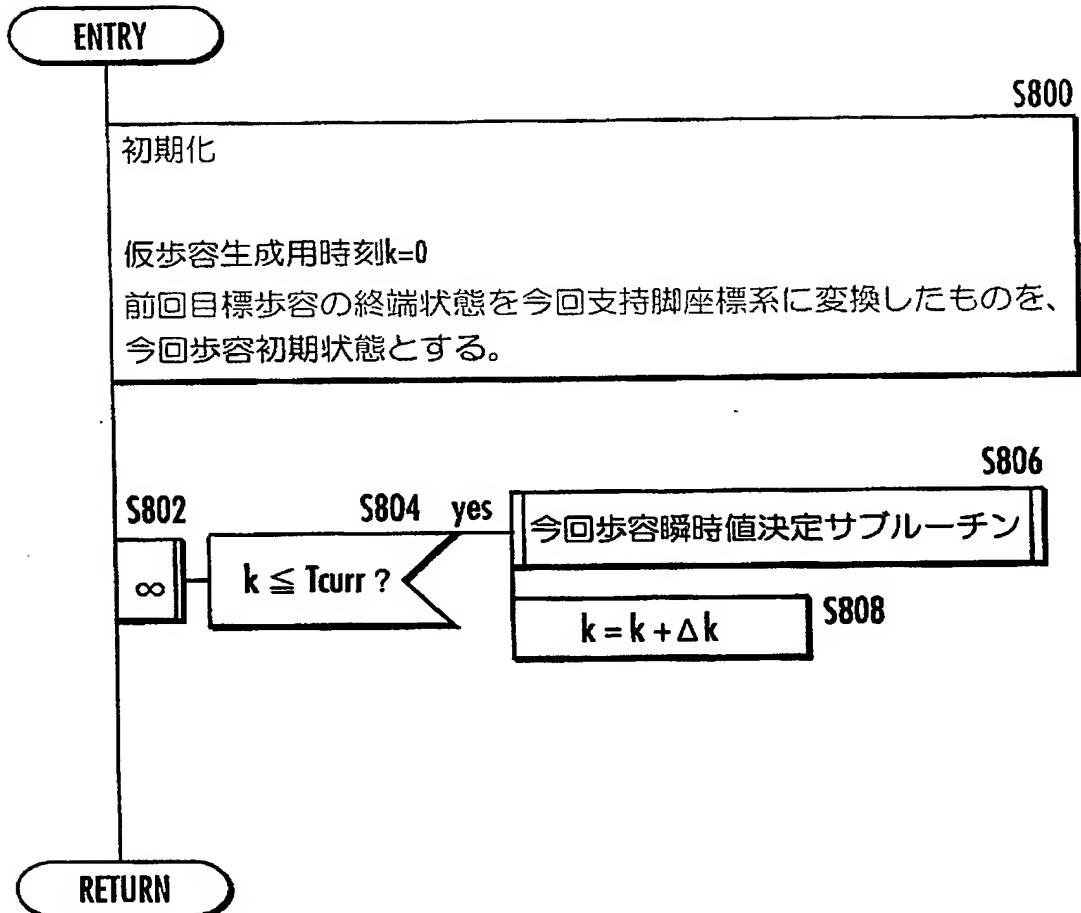 ENTRY
S800
初期化
仮歩容生成用時刻k=0
前回目標歩容の終端状態を今回支持脚座標系に変換したものを、
今回歩容初期状態とする。
S806
S802
S804 yes
今回歩容瞬時値決定サブルーチン
∞
k ≦ Tcurr ?
S808
k = k + Δk
RETURN